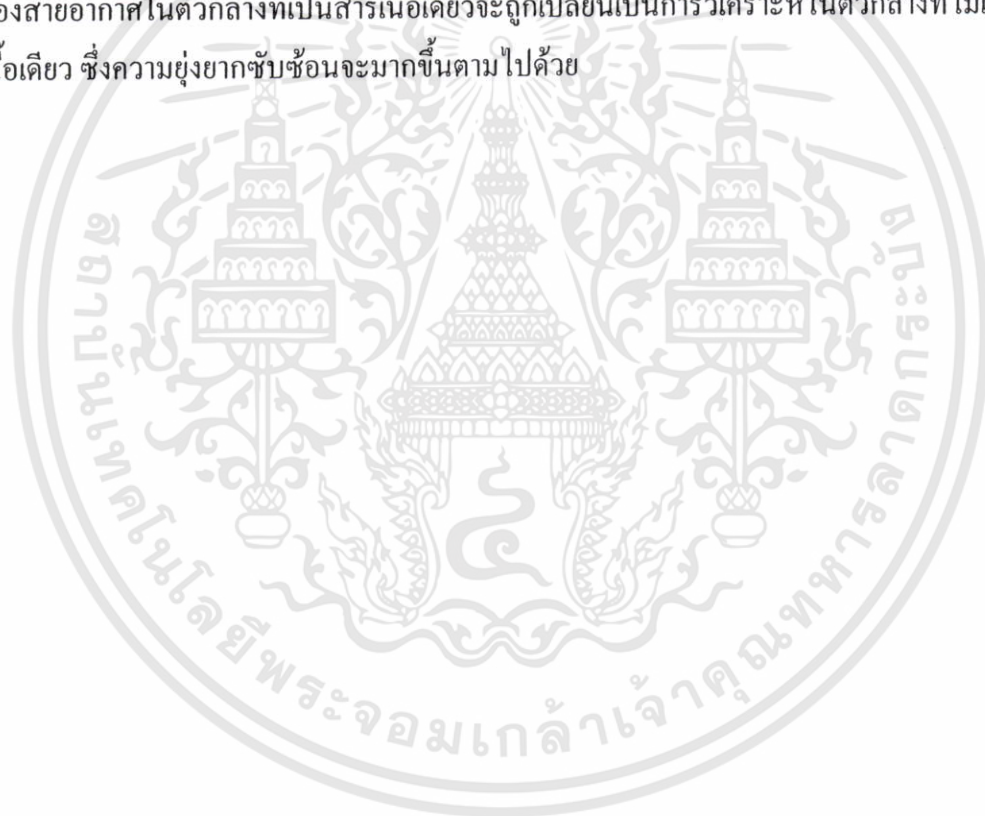 องสายอากาศในตัวกลางที่เป็นสารเนื้อเดียวจะถูกเปลี่ยนเป็นการวิเคราะห์ในตัวกลางที่ไม่
เดียว ซึ่งความยุ่งยากซับซ้อนจะมากขึ้นตามไปด้วย
สถาบันเทคโนโลยีพระจอมเกล้าเจ้าคุณทหารลาดกระบัง